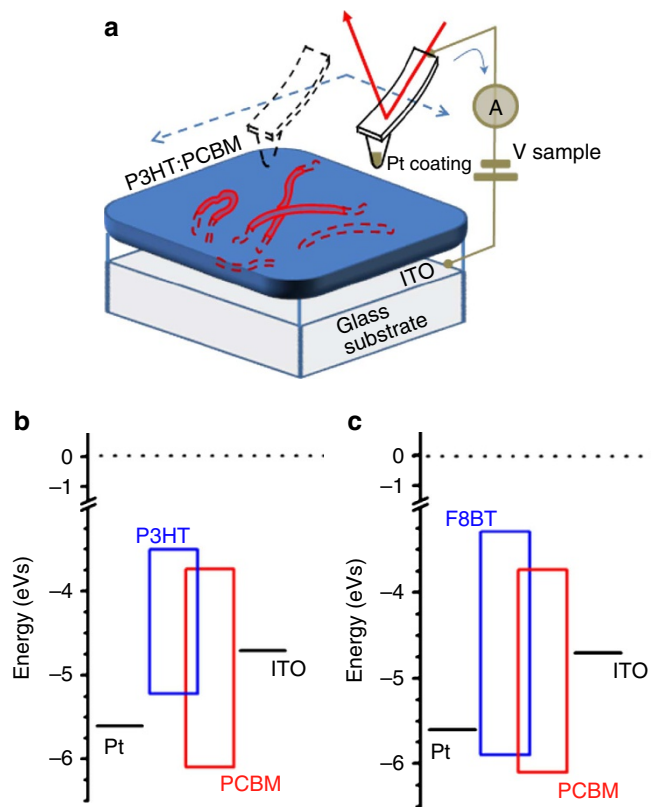 a
A
V sample
Pt coating
P3HT:PCBM
ITO
Glass
substrate
b
Energy (eVs)
0
–1
–4
–5
–6
P3HT
Pt
ITO
PCBM
c
Energy (eVs)
0
–1
–4
–5
–6
F8BT
Pt
ITO
PCBM